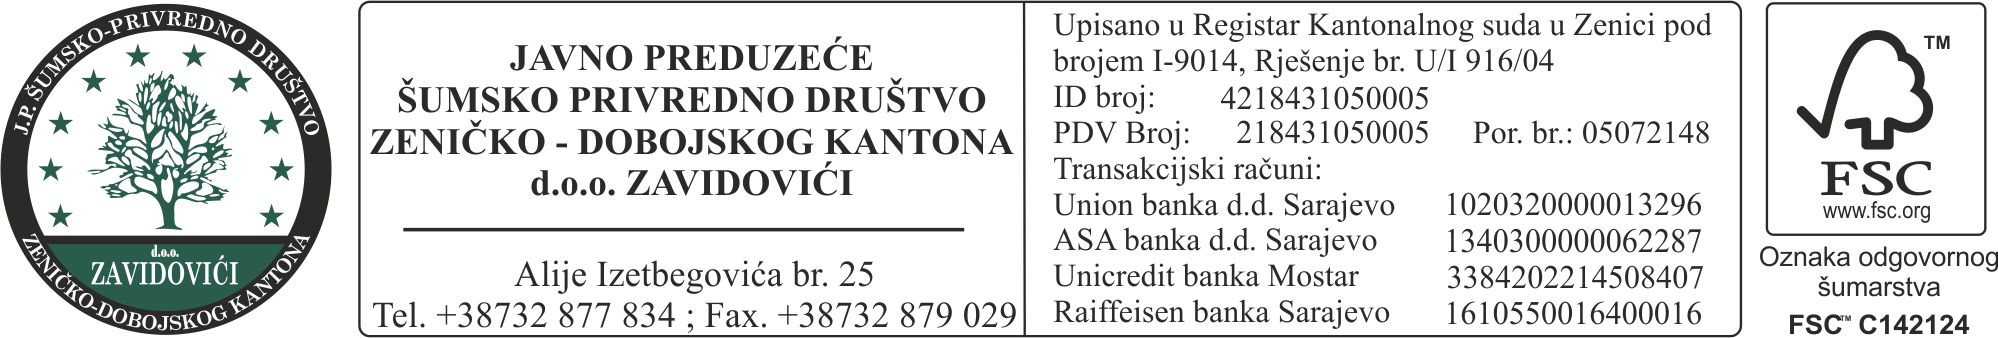 J.P. ŠUMSKO-PRIVREDNO DRUŠTVO
ZENIČKO-DOBOJSKOG KANTONA
d.o.o.
ZAVIDOVIĆI
JAVNO PREDUZEĆE
ŠUMSKO PRIVREDNO DRUŠTVO
ZENIČKO - DOBOJSKOG KANTONA
d.o.o. ZAVIDOVIĆI
Alije Izetbegovića br. 25
Tel. +38732 877 834 ; Fax. +38732 879 029
Upisano u Registar Kantonalnog suda u Zenici pod
brojem I-9014, Rješenje br. U/I 916/04
ID broj: 4218431050005
PDV Broj: 218431050005 Por. br.: 05072148
Transakcijski računi:
Union banka d.d. Sarajevo 1020320000013296
ASA banka d.d. Sarajevo 1340300000062287
Unicredit banka Mostar 3384202214508407
Raiffeisen banka Sarajevo 1610550016400016
TM
FSC
www.fsc.org
Oznaka odgovornog
šumarstva
FSC™ C142124